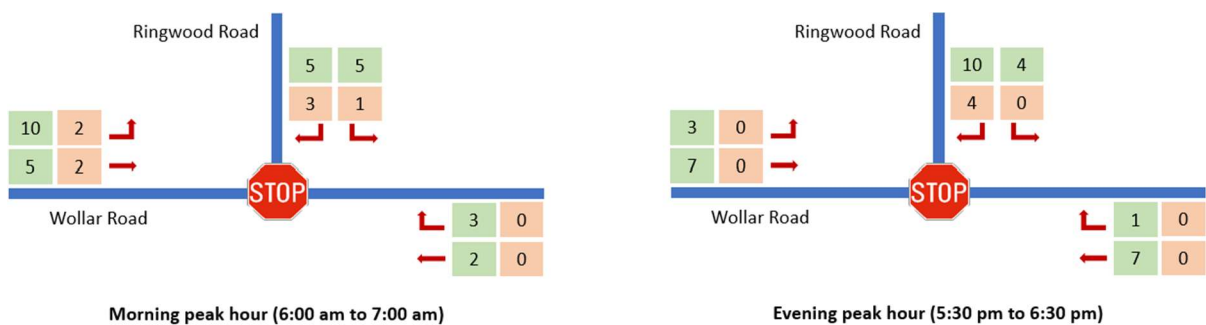 Ringwood Road
5 5
3 1
10 2
5 2
STOP
Wollar Road
3 0
2 0
Morning peak hour (6:00 am to 7:00 am)
Ringwood Road
10 4
4 0
3 0
7 0
STOP
Wollar Road
1 0
7 0
Evening peak hour (5:30 pm to 6:30 pm)